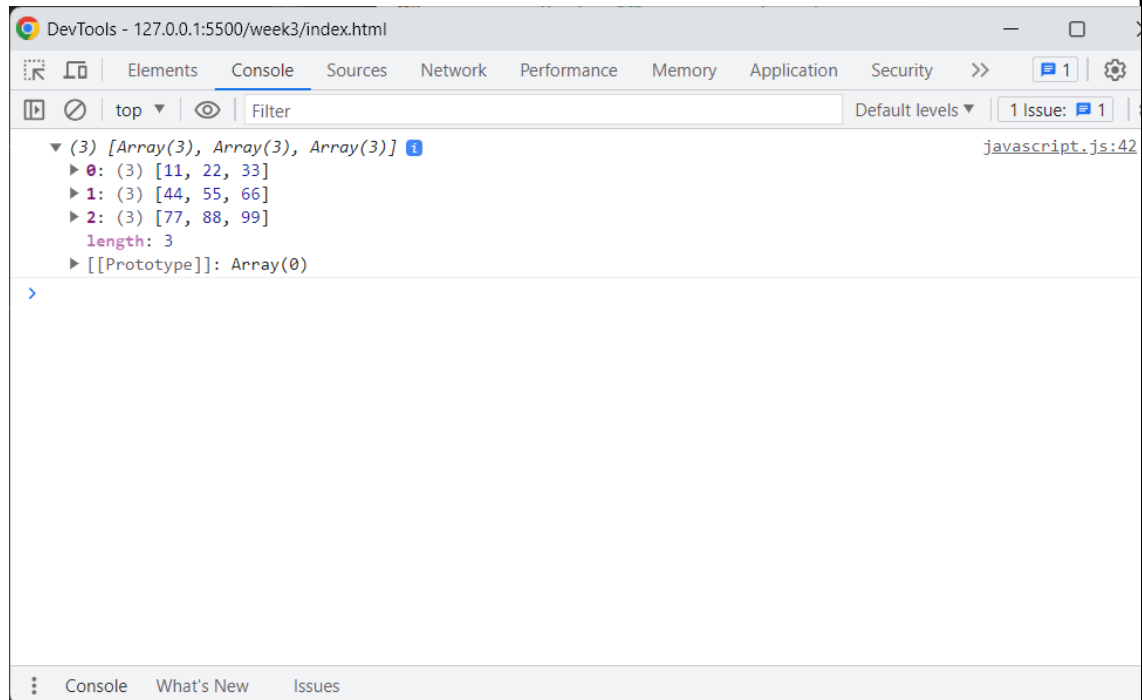 DevTools - 127.0.0.1:5500/week3/index.html
Elements Console Sources Network Performance Memory Application Security >> 1
top ▼ Filter Default levels ▼ 1 Issue: 1
▼ (3) [Array(3), Array(3), Array(3)] i javascript.js:42
▶ 0: (3) [11, 22, 33]
▶ 1: (3) [44, 55, 66]
▶ 2: (3) [77, 88, 99]
length: 3
▶ [[Prototype]]: Array(0)
>
Console What's New Issues